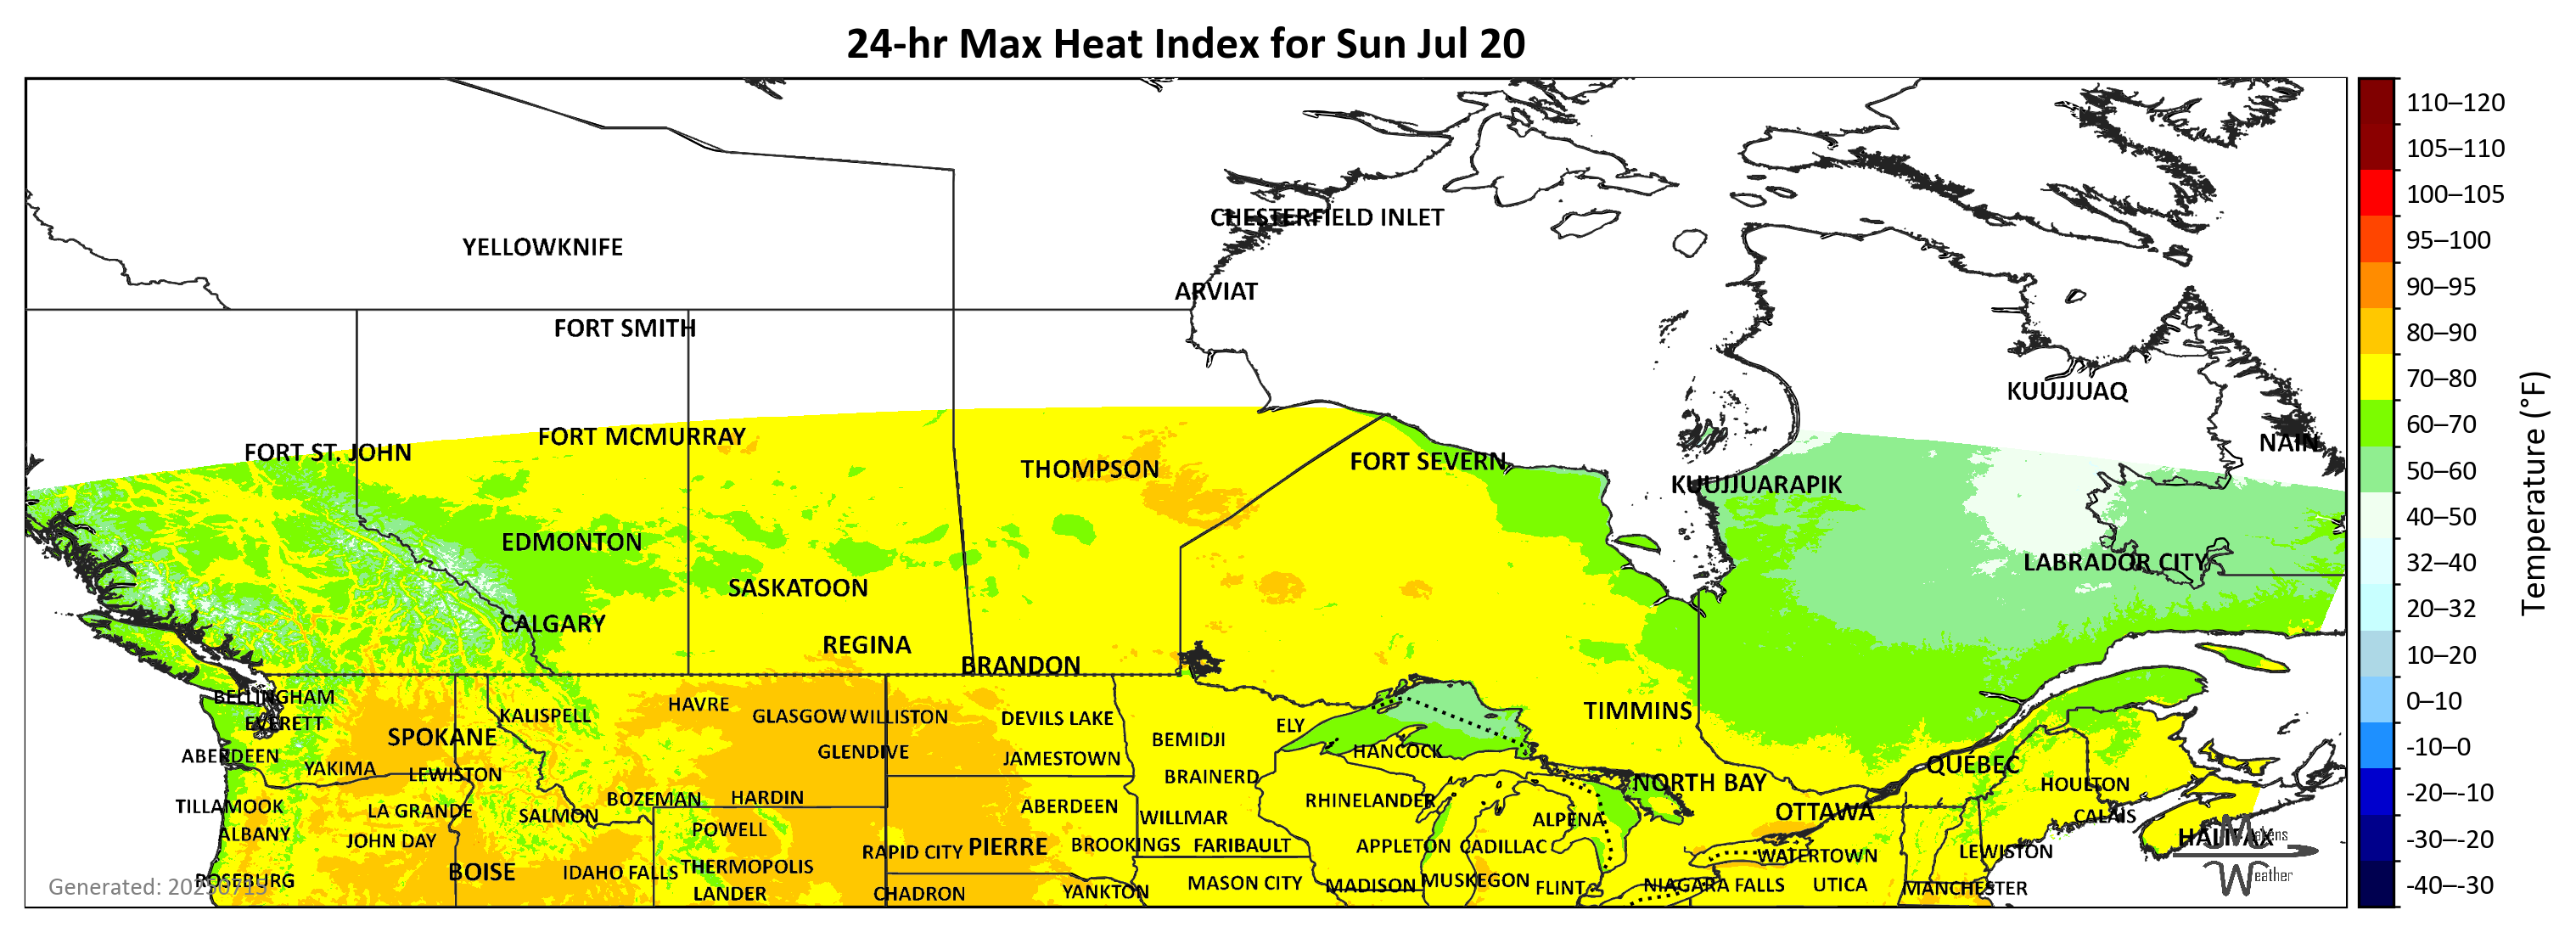 24-hr Max Heat Index for Sun Jul 20
CHESTERFIELD INLET
YELLOWKNIFE
ARVIAT
FORT SMITH
KUUJJUAQ
FORT MCMURRAY
NAIN
FORT ST. JOHN
FORT SEVERN
THOMPSON
KUUJJUARAPIK
EDMONTON
LABRADOR CITY
SASKATOON
CALGARY
REGINA
BRANDON
BELLINGHAM
HAVRE
TIMMINS
KALISPELL
GLASGOW WILLISTON
DEVILS LAKE
EVERETT
ELY
SPOKANE
BEMIDJI
GLENDIVE
HANCOCK
ABERDEEN
JAMESTOWN
QUÉBEC
YAKIMA
LEWISTON
BRAINERD
NORTH BAY
HOULTON
BOZEMAN
HARDIN
RHINELANDER
TILLAMOOK
LA GRANDE
SALMON
ABERDEEN
WILLMAR
ALPENA
OTTAWA
CALAIS
ALBANY
JOHN DAY
POWELL
HALIFAX
RAPID CITY
PIERRE
BROOKINGS
FARIBAULT
APPLETON
CADILLAC
WATERTOWN
LEWISTON
BOISE
IDAHO FALLS
THERMOPOLIS
ROSEBURG
MASON CITY
MADISON
MUSKEGON
FLINT
NIAGARA FALLS
UTICA
MANCHESTER
LANDER
CHADRON
YANKTON
Generated: 20250715
Makens
Weather
110–120
105–110
100–105
95–100
90–95
80–90
70–80
60–70
50–60
40–50
32–40
20–32
10–20
0–10
-10–0
-20–-10
-30–-20
-40–-30
Temperature (°F)